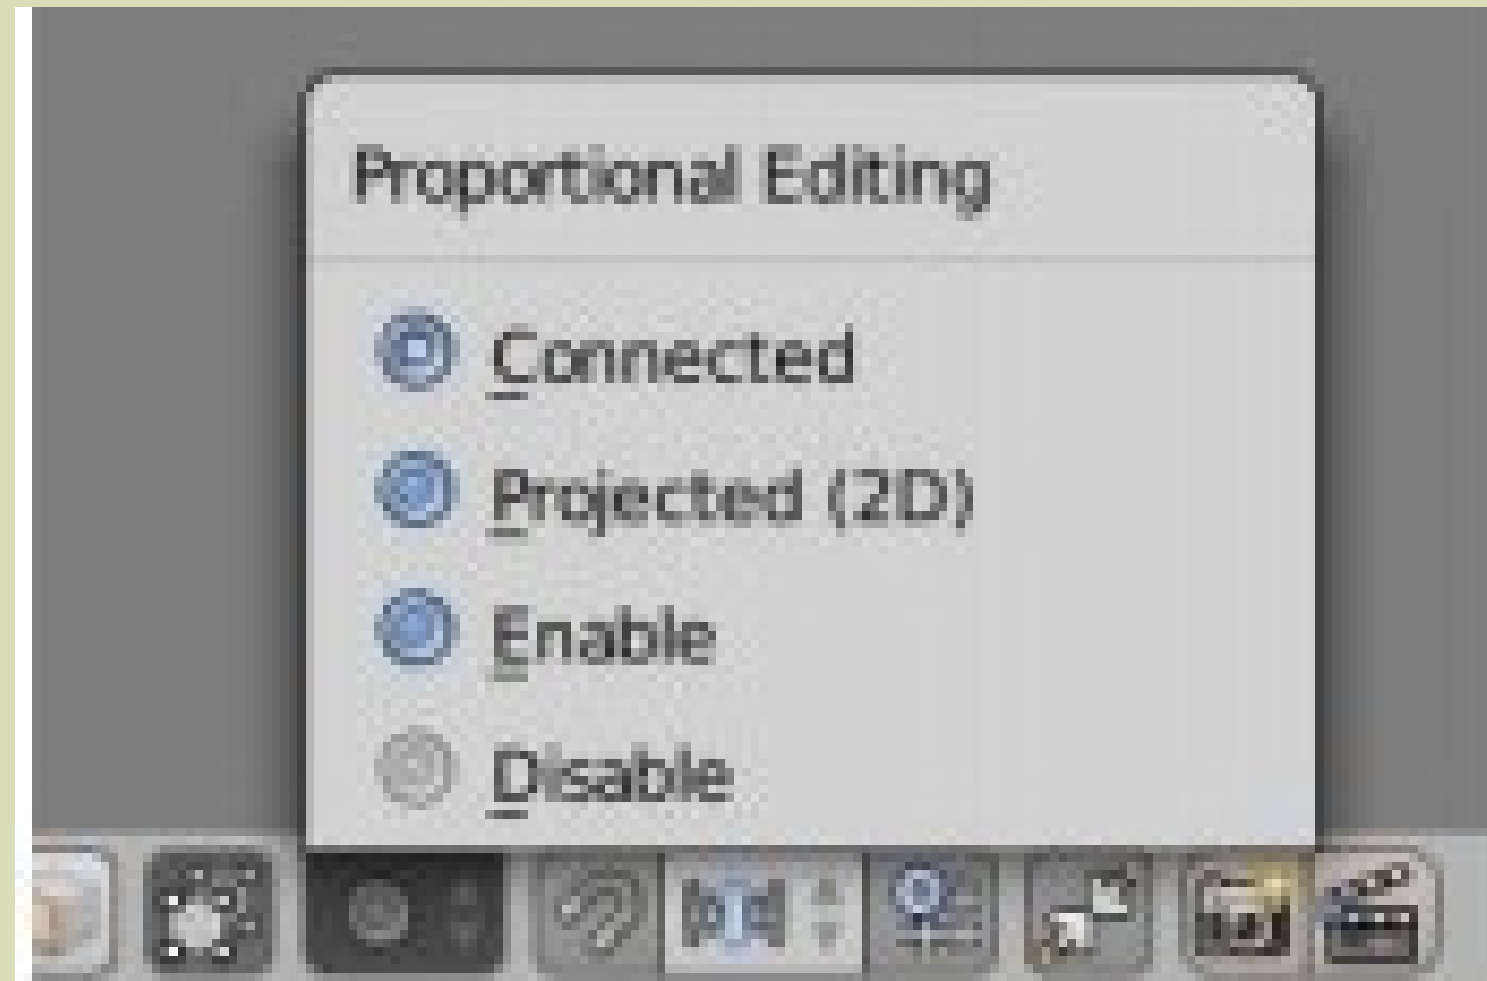 Proportional Editing
Connected
Projected (2D)
Enable
Disable